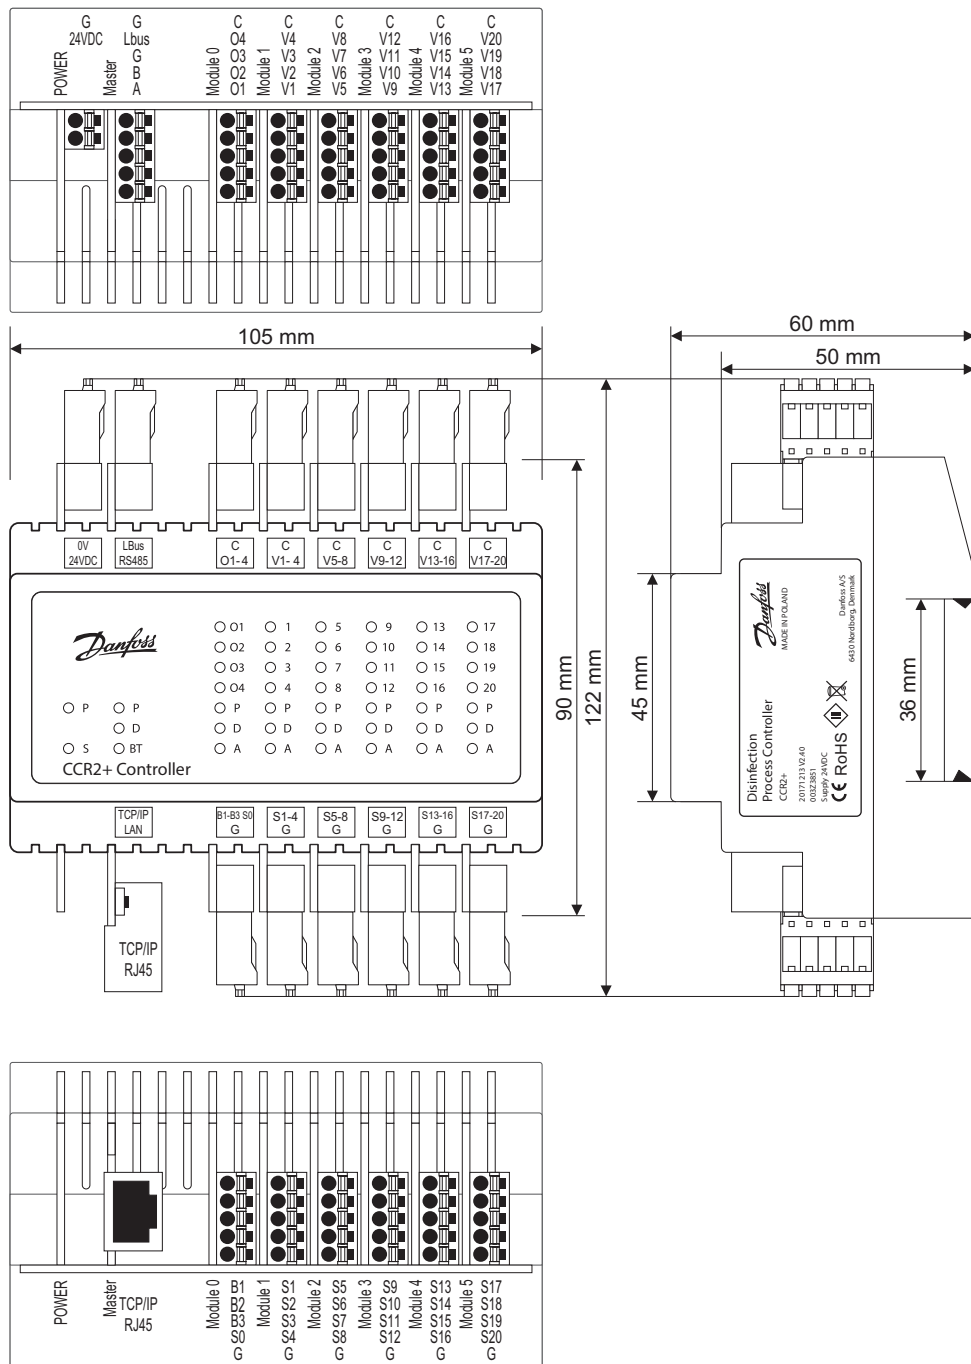 G
24VDC
POWER
G
Lbus
G
B
A
Master
C
O4
O3
O2
O1
Module 0
C
V4
V3
V2
V1
Module 1
C
V8
V7
V6
V5
Module 2
C
V12
V11
V10
V9
Module 3
C
V16
V15
V14
V13
Module 4
C
V20
V19
V18
V17
Module 5
105 mm
60 mm
50 mm
0V
24VDC
LBus
RS485
C
O1-4
C
V1-4
C
V5-8
C
V9-12
C
V13-16
C
V17-20
Danfoss
O1 1 5 9 13 17
O2 2 6 10 14 18
O3 3 7 11 15 19
O4 4 8 12 16 20
P P P P P P P P
D D D D D D D
S BT A A A A A A
CCR2+ Controller
90 mm
122 mm
45 mm
36 mm
Danfoss
MADE IN POLAND
Danfoss A/S
6430 Nordborg, Denmark
Disinfection
Process Controller
CCR2+
20171213 V2.40
003Z3851
Supply 24VDC
CE RoHS III
TCP/IP
LAN
B1-B3 S0
G
S1-4
G
S5-8
G
S9-12
G
S13-16
G
S17-20
G
TCP/IP
RJ45
POWER
Master
TCP/IP
RJ45
Module 0
B1
B2
B3
S0
G
Module 1
S1
S2
S3
S4
G
Module 2
S5
S6
S7
S8
G
Module 3
S9
S10
S11
S12
G
Module 4
S13
S14
S15
S16
G
Module 5
S17
S18
S19
S20
G